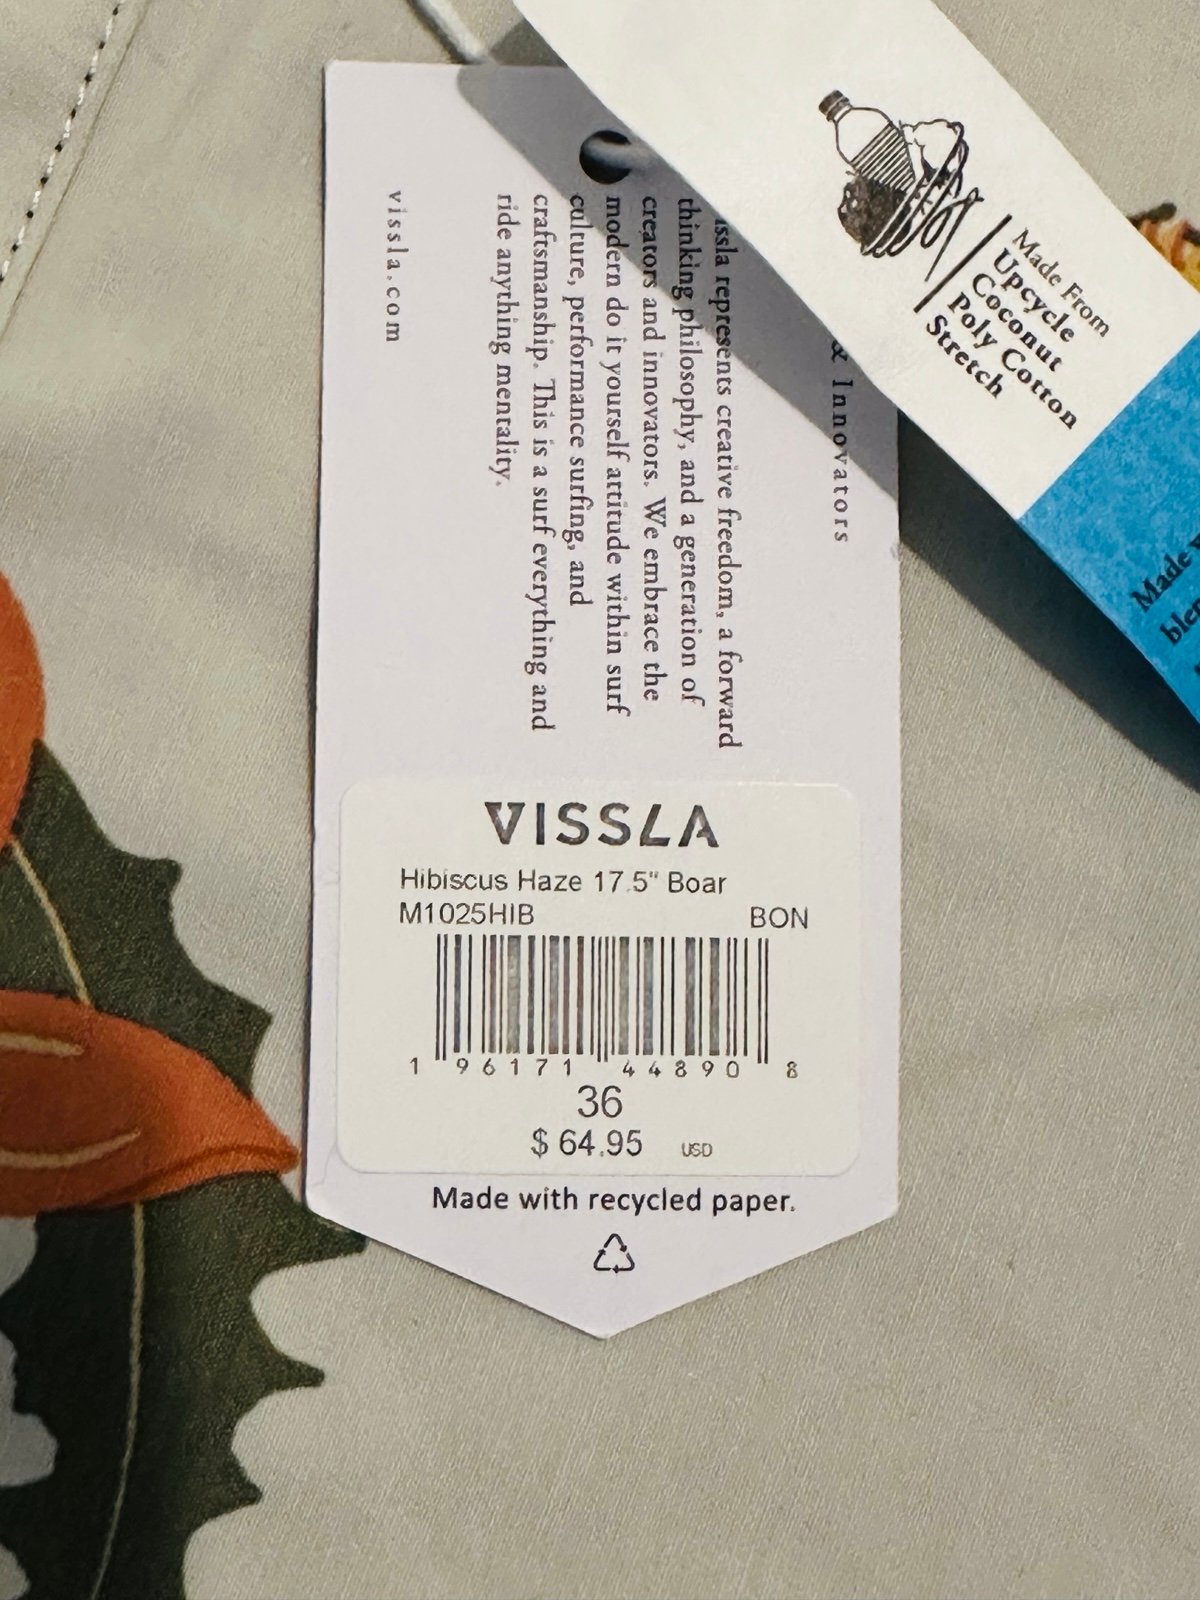 Made From
Upcycle
Coconut
Poly Cotton
Stretch
Made
& Innovators
represents creative freedom, a forward
thinking philosophy, and a generation of
creators and innovators. We embrace the
modern do it yourself attitude within surf
culture, performance surfing, and
craftsmanship. This is a surf everything and
ride anything mentality.
vissla.com
VISSLA
Hibiscus Haze 17.5" Boar
M1025HIB BON
1 96171 44890 8
36
$ 64.95 USD
Made with recycled paper.